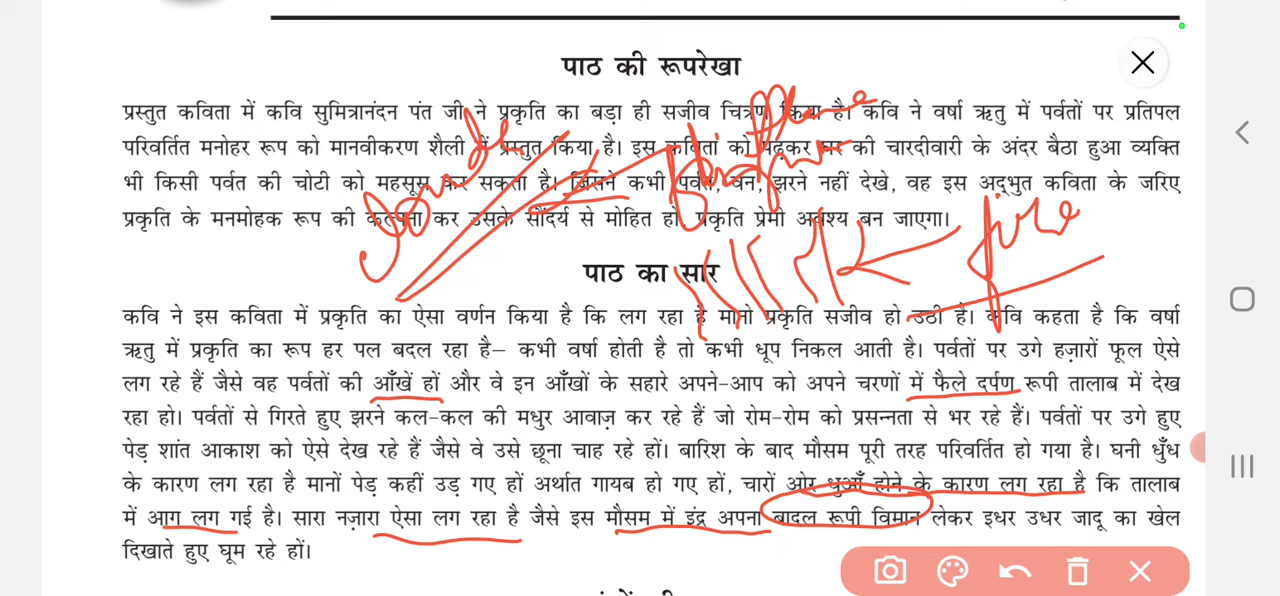 पाठ की रूपरेखा
प्रस्तुत कविता में कवि सुमित्रानंदन पंत जी ने प्रकृति का बड़ा ही सजीव चित्रण किया है। कवि ने वर्षा ऋतु में पर्वतों पर प्रतिपल
परिवर्तित मनोहर रूप को मानवीकरण शैली में प्रस्तुत किया है। इस कविता को पढ़कर घर की चारदीवारी के अंदर बैठा हुआ व्यक्ति
भी किसी पर्वत की चोटी को महसूस कर सकता है। जिसने कभी पर्वत, वन, झरने नहीं देखे, वह इस अद्भुत कविता के जरिए
प्रकृति के मनमोहक रूप की कल्पना कर उसके सौंदर्य से मोहित हो प्रकृति प्रेमी अवश्य बन जाएगा।
fire
पाठ का सार
कवि ने इस कविता में प्रकृति का ऐसा वर्णन किया है कि लग रहा है मानो प्रकृति सजीव हो उठी है। कवि कहता है कि वर्षा
ऋतु में प्रकृति का रूप हर पल बदल रहा है– कभी वर्षा होती है तो कभी धूप निकल आती है। पर्वतों पर उगे हज़ारों फूल ऐसे
लग रहे हैं जैसे वह पर्वतों की आँखें हों और वे इन आँखों के सहारे अपने-आप को अपने चरणों में फैले दर्पण रूपी तालाब में देख
रहा हो। पर्वतों से गिरते हुए झरने कल-कल की मधुर आवाज़ कर रहे हैं जो रोम-रोम को प्रसन्नता से भर रहे हैं। पर्वतों पर उगे हुए
पेड़ शांत आकाश को ऐसे देख रहे हैं जैसे वे उसे छूना चाह रहे हों। बारिश के बाद मौसम पूरी तरह परिवर्तित हो गया है। घनी धुँध
के कारण लग रहा है मानों पेड़ कहीं उड़ गए हों अर्थात गायब हो गए हों, चारों ओर धुआँ होने के कारण लग रहा है कि तालाब
में आग लग गई है। सारा नज़ारा ऐसा लग रहा है जैसे इस मौसम में इंद्र अपना बादल रूपी विमान लेकर इधर उधर जादू का खेल
दिखाते हुए घूम रहे हों।